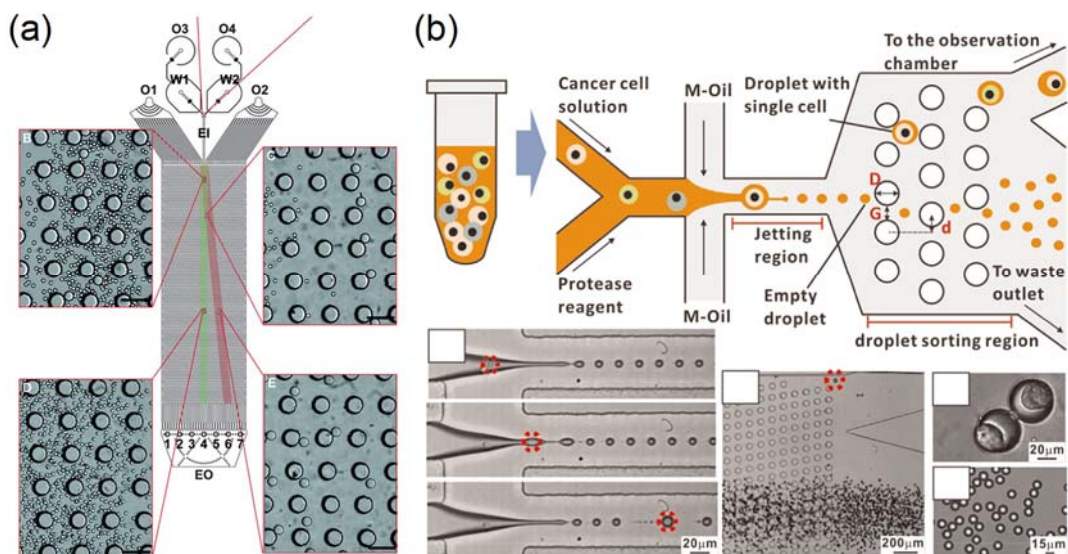 (a)
O3
O4
W1
W2
O1
O2
EI
B
C
D
E
1 2 3 4 5 6 7
EO
(b)
Cancer cell
solution
M-Oil
Droplet with
single cell
To the observation
chamber
D
G
d
Jetting
region
Protease
reagent
M-Oil
Empty
droplet
To waste
outlet
droplet sorting region
20μm
200μm
20μm
15μm